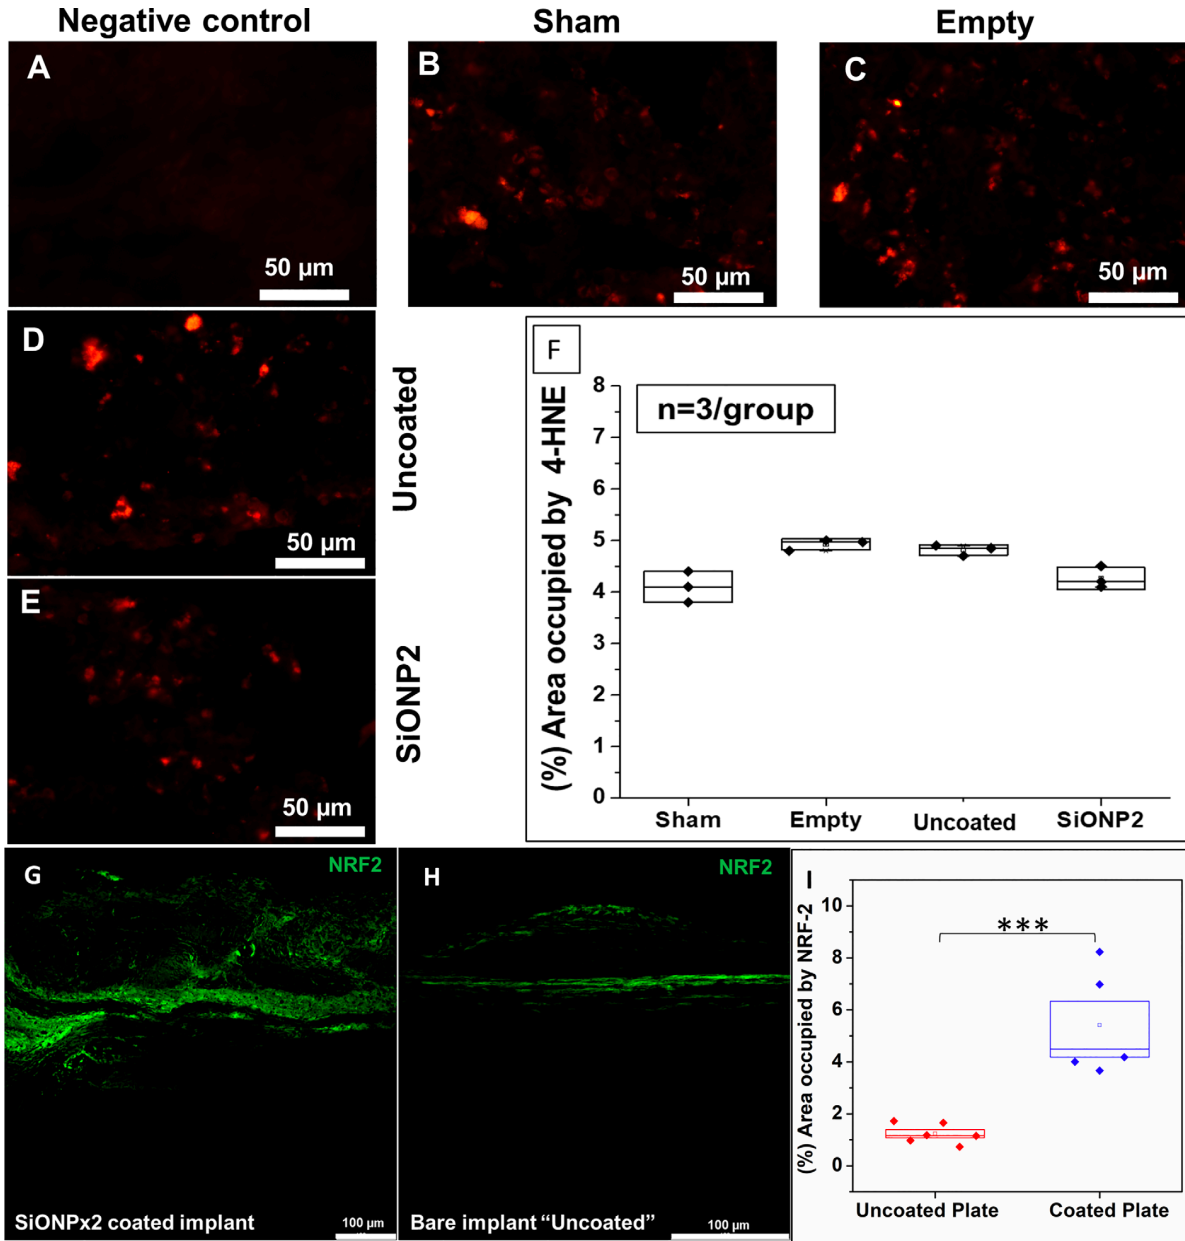 Negative control
Sham
Empty
A
50 µm
B
50 µm
C
50 µm
D
50 µm
Uncoated
E
50 µm
SiONP2
F
n=3/group
(%) Area occupied by 4-HNE
8
7
6
5
4
3
2
1
0
Sham Empty Uncoated SiONP2
G
NRF2
SiONPx2 coated implant
100 µm
H
NRF2
Bare implant “Uncoated”
100 µm
I
(%) Area occupied by NRF-2
10
8
6
4
2
0
***
Uncoated Plate Coated Plate